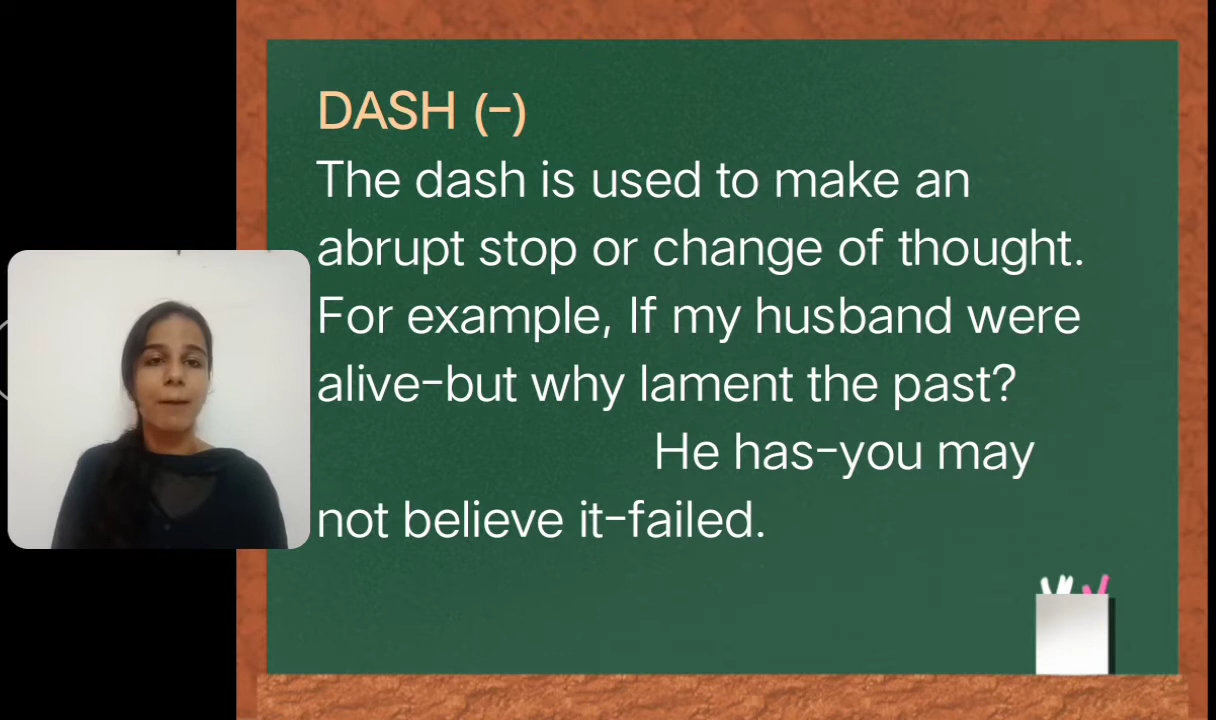 DASH (-)
The dash is used to make an
abrupt stop or change of thought.
For example, If my husband were
alive-but why lament the past?
He has-you may
not believe it-failed.